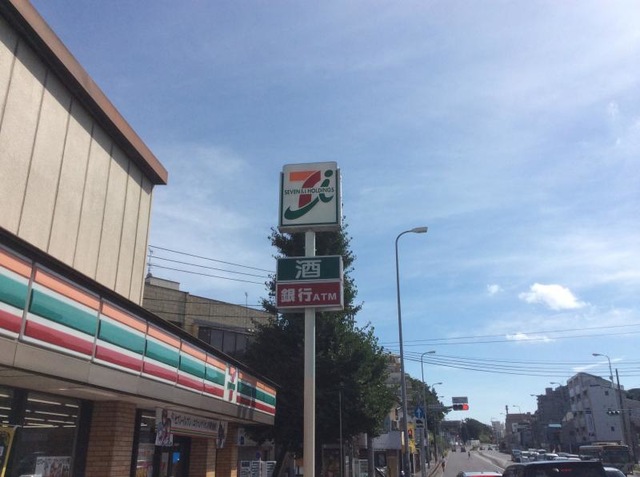 SEVEN & i HOLDINGS
酒
銀行ATM